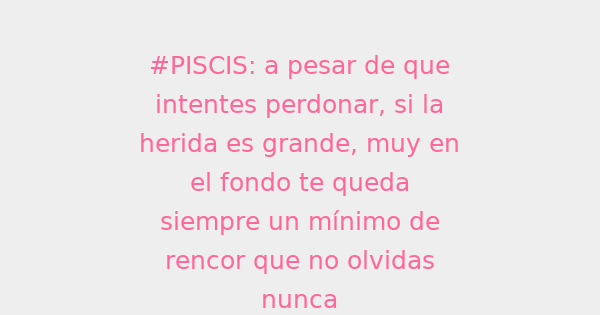 #PISCIS: a pesar de que
intentes perdonar, si la
herida es grande, muy en
el fondo te queda
siempre un mínimo de
rencor que no olvidas
nunca